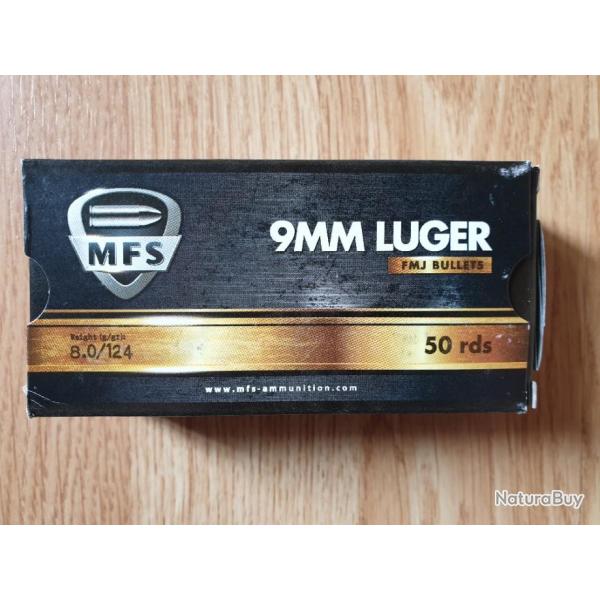 MFS
9MM LUGER
FMJ BULLETS
Weight (g/gr):
8.0/124
50 rds
www.mfs-ammunition.com
NaturaBuy